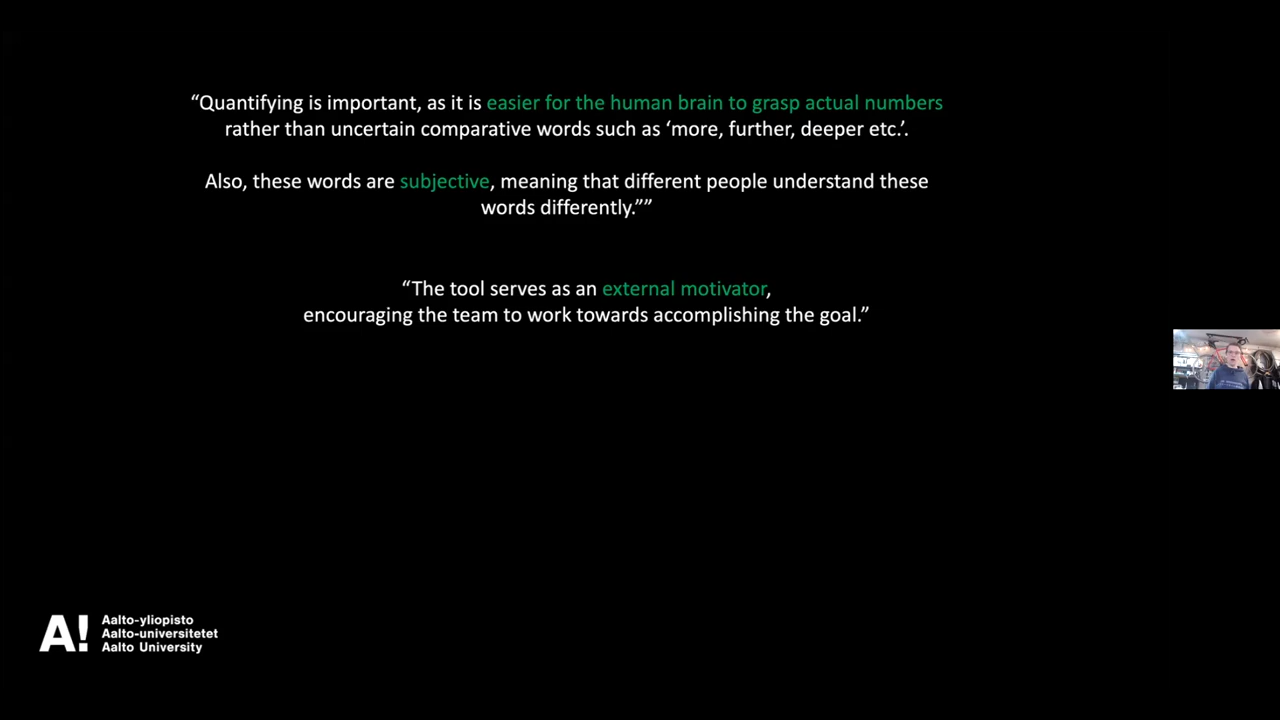 “Quantifying is important, as it is easier for the human brain to grasp actual numbers
rather than uncertain comparative words such as ‘more, further, deeper etc.’.
Also, these words are subjective, meaning that different people understand these
words differently.””
“The tool serves as an external motivator,
encouraging the team to work towards accomplishing the goal.”
A!
Aalto-yliopisto
Aalto-universitetet
Aalto University